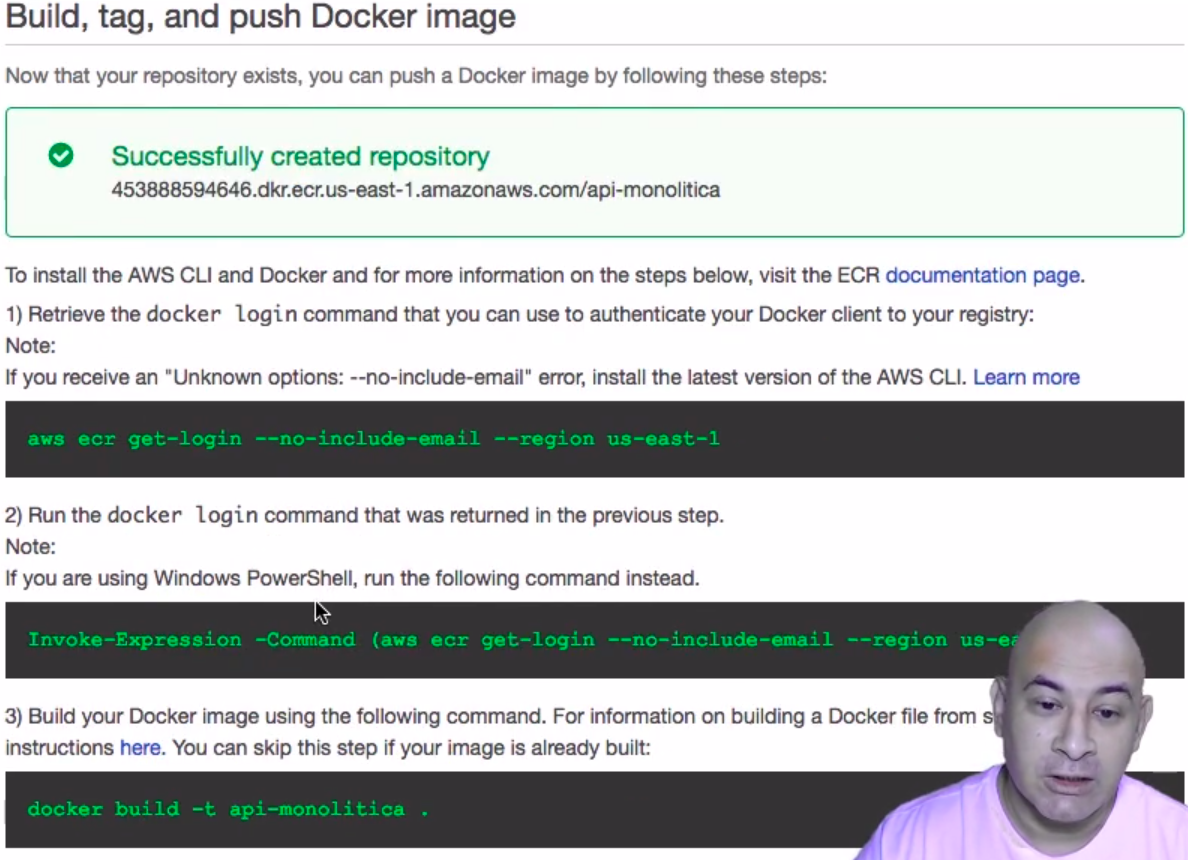 Build, tag, and push Docker image
Now that your repository exists, you can push a Docker image by following these steps:
Successfully created repository
453888594646.dkr.ecr.us-east-1.amazonaws.com/api-monolitica
To install the AWS CLI and Docker and for more information on the steps below, visit the ECR documentation page.
1) Retrieve the docker login command that you can use to authenticate your Docker client to your registry:
Note:
If you receive an "Unknown options: --no-include-email" error, install the latest version of the AWS CLI. Learn more
aws ecr get-login --no-include-email --region us-east-1
2) Run the docker login command that was returned in the previous step.
Note:
If you are using Windows PowerShell, run the following command instead.
Invoke-Expression -Command (aws ecr get-login --no-include-email --region us-ea
3) Build your Docker image using the following command. For information on building a Docker file from s
instructions here. You can skip this step if your image is already built:
docker build -t api-monolitica .